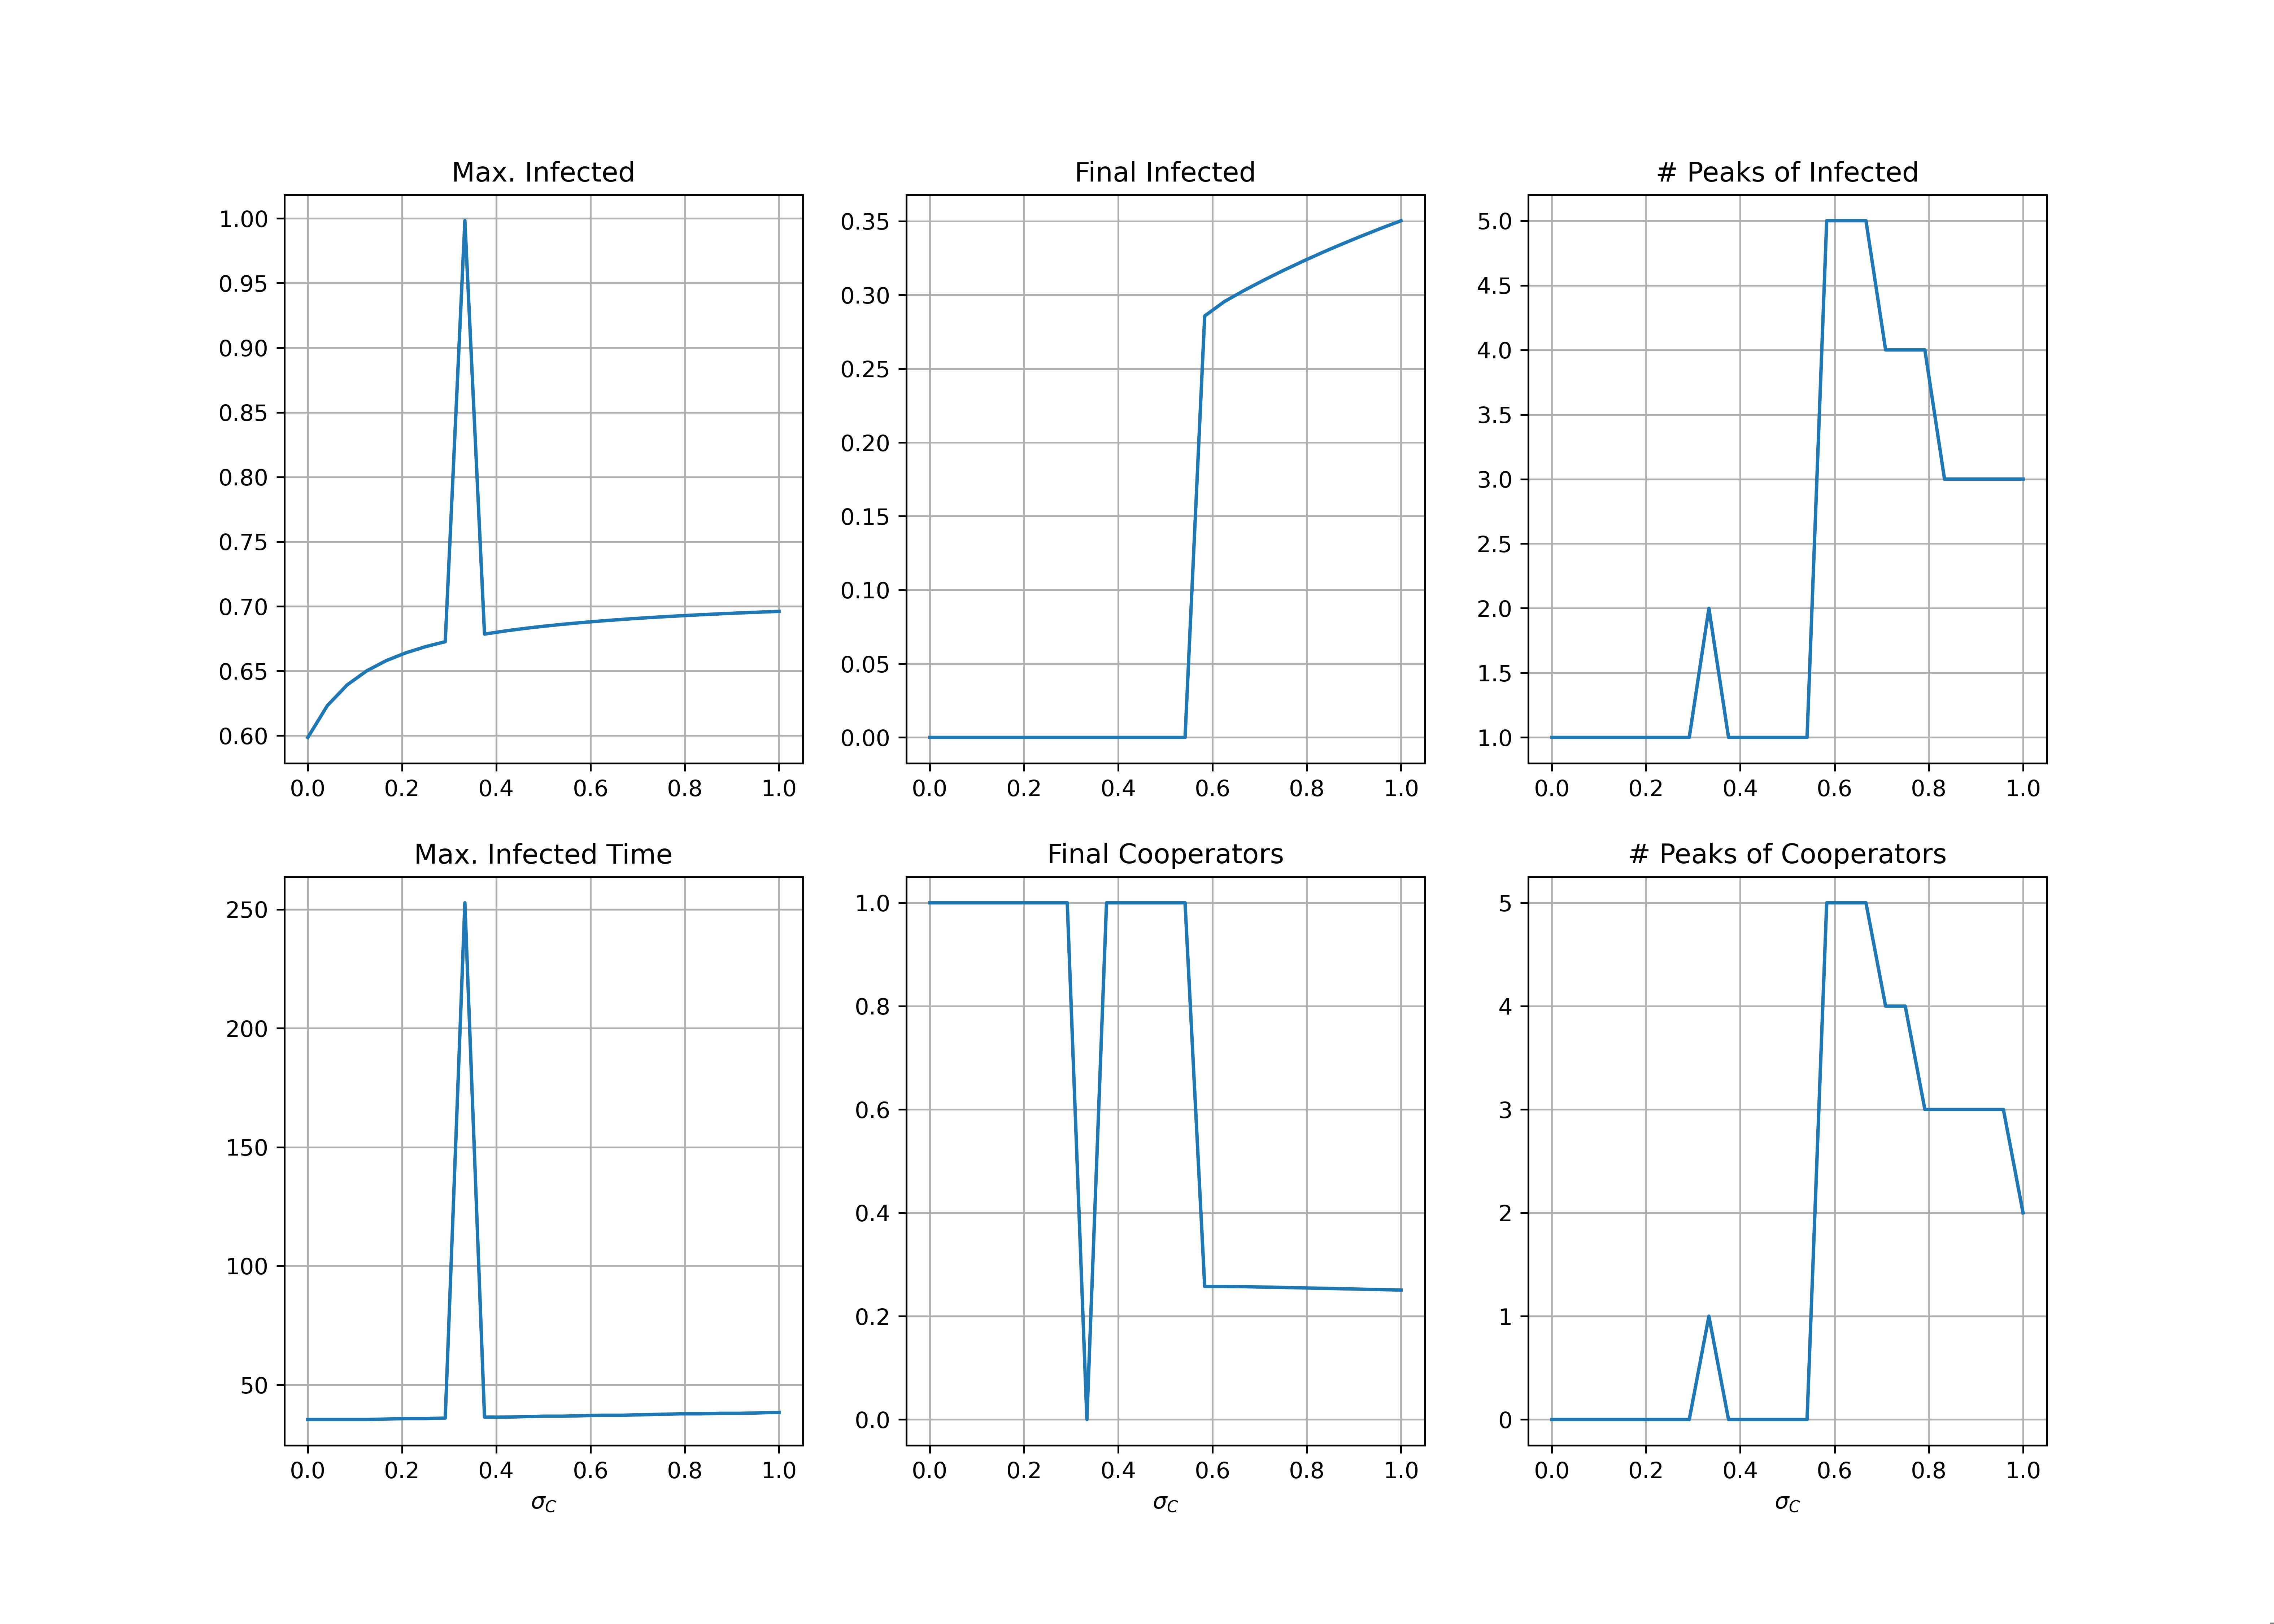 Max. Infected
1.00
0.95
0.90
0.85
0.80
0.75
0.70
0.65
0.60
0.0 0.2 0.4 0.6 0.8 1.0
Final Infected
0.35
0.30
0.25
0.20
0.15
0.10
0.05
0.00
0.0 0.2 0.4 0.6 0.8 1.0
# Peaks of Infected
5.0
4.5
4.0
3.5
3.0
2.5
2.0
1.5
1.0
0.0 0.2 0.4 0.6 0.8 1.0
Max. Infected Time
250
200
150
100
50
0.0 0.2 0.4 0.6 0.8 1.0
σ_C
Final Cooperators
1.0
0.8
0.6
0.4
0.2
0.0
0.0 0.2 0.4 0.6 0.8 1.0
σ_C
# Peaks of Cooperators
5
4
3
2
1
0
0.0 0.2 0.4 0.6 0.8 1.0
σ_C